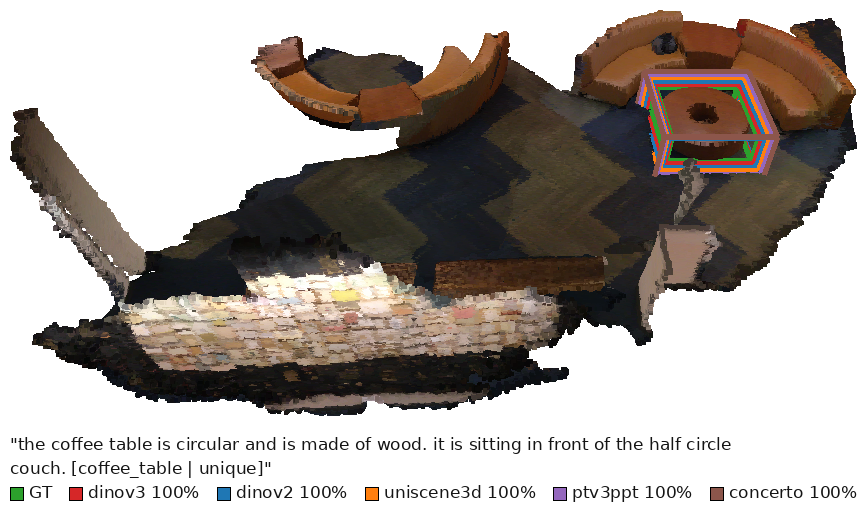 "the coffee table is circular and is made of wood. it is sitting in front of the half circle
couch. [coffee_table | unique]"
GT dinov3 100% dinov2 100% uniscene3d 100% ptv3ppt 100% concerto 100%